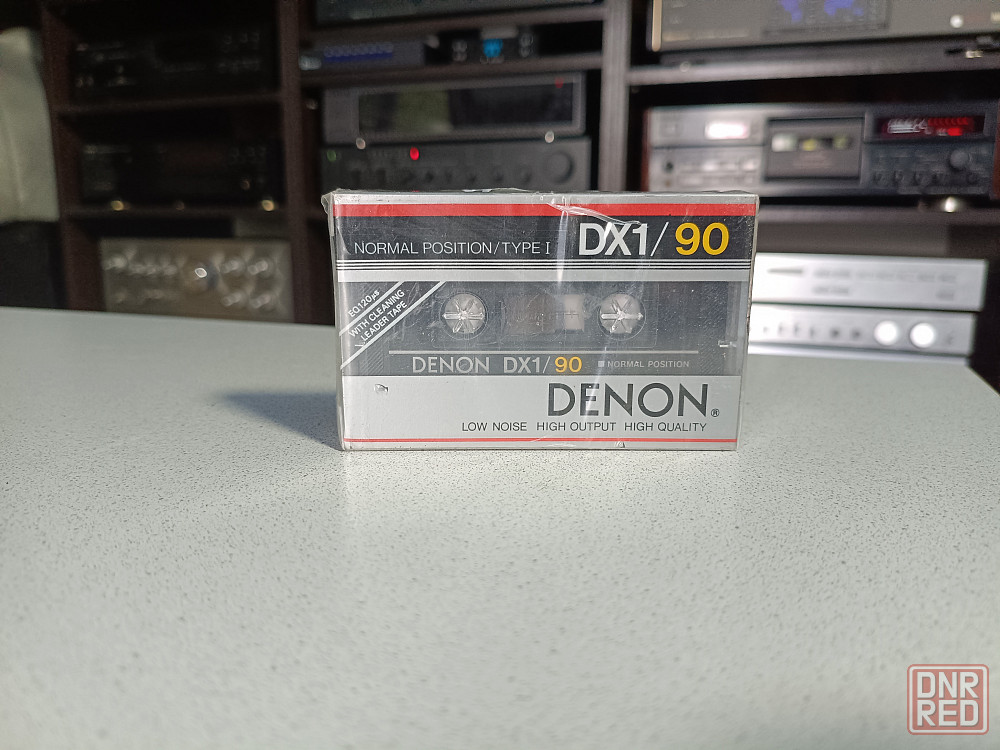 NORMAL POSITION/TYPE I DX1/90
EQ120µs
WITH CLEANING
LEADER TAPE
DENON DX1/90 ■ NORMAL POSITION
DENON®
LOW NOISE HIGH OUTPUT HIGH QUALITY
DNR
RED